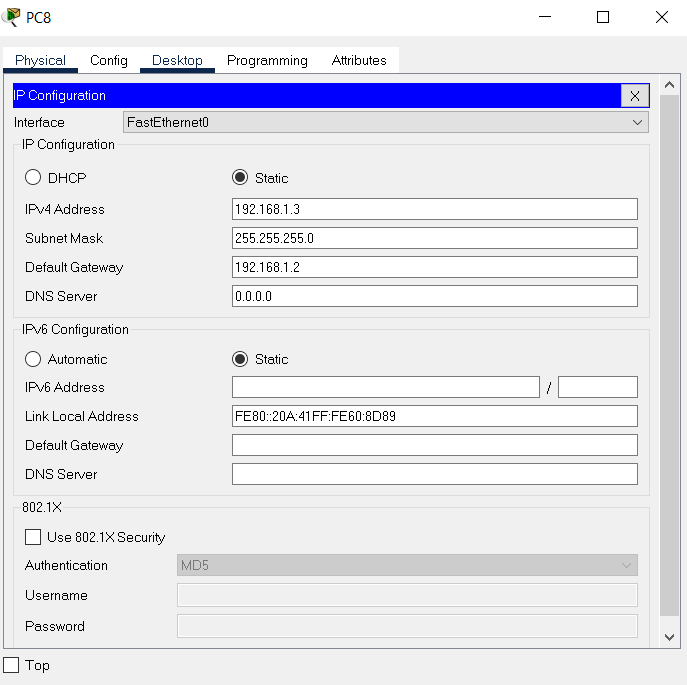 PC8
Physical Config Desktop Programming Attributes
IP Configuration X
Interface FastEthernet0
IP Configuration
DHCP Static
IPv4 Address 192.168.1.3
Subnet Mask 255.255.255.0
Default Gateway 192.168.1.2
DNS Server 0.0.0.0
IPv6 Configuration
Automatic Static
IPv6 Address /
Link Local Address FE80::20A:41FF:FE60:8D89
Default Gateway
DNS Server
802.1X
Use 802.1X Security
Authentication MD5
Username
Password
Top